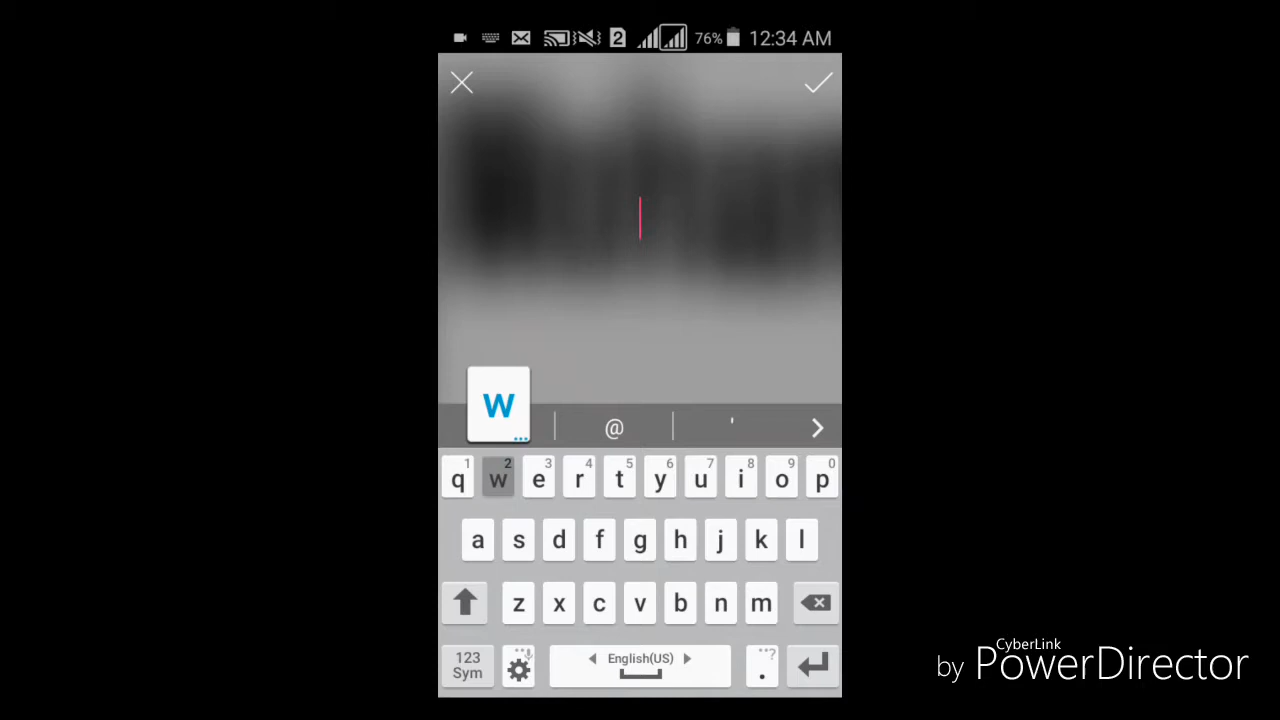 2 76% 12:34 AM
W
@ '
1 2 3 4 5 6 7 8 9 0
q w e r t y u i o p
a s d f g h j k l
z x c v b n m
123 English(US) ?
Sym .
CyberLink
by PowerDirector